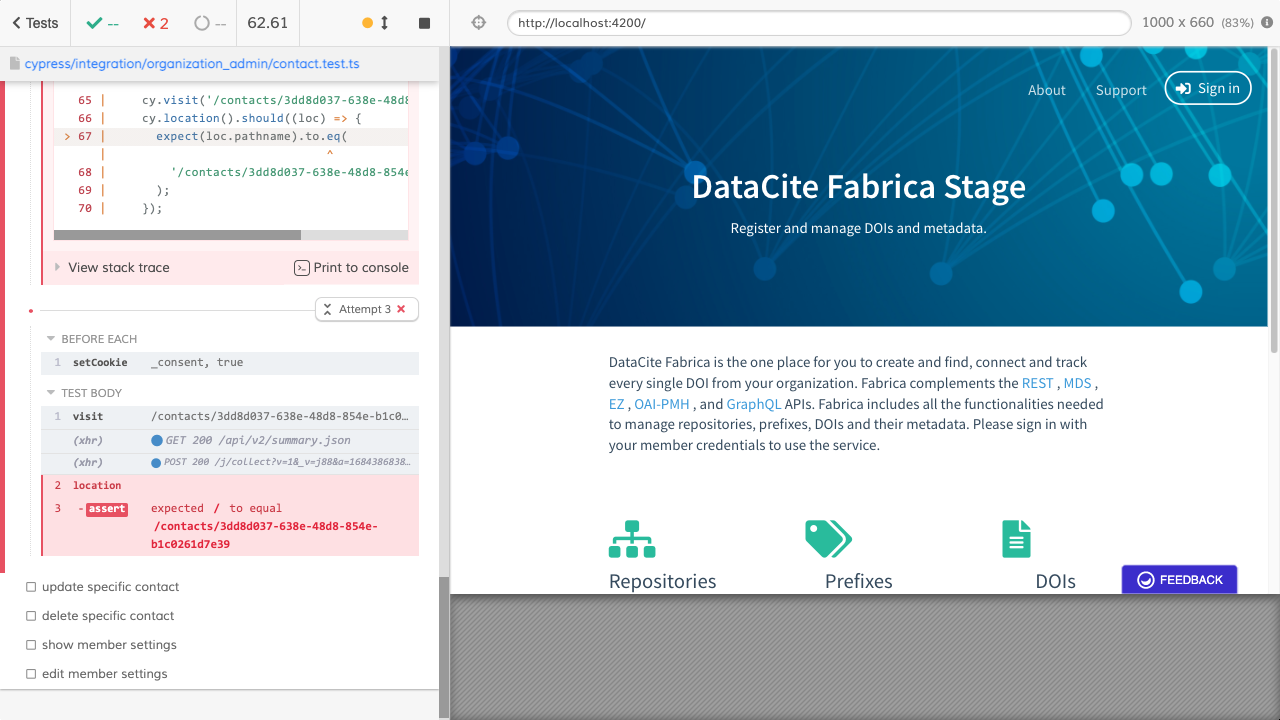 Tests
--
2
--
62.61
http://localhost:4200/
1000 x 660 (83%)
cypress/integration/organization_admin/contact.test.ts
65 | cy.visit('/contacts/3dd8d037-638e-48d8
66 | cy.location().should((loc) => {
> 67 | expect(loc.pathname).to.eq(
| ^
68 | '/contacts/3dd8d037-638e-48d8-854e
69 | );
70 | });
View stack trace
Print to console
Attempt 3
BEFORE EACH
1 setCookie _consent, true
TEST BODY
1 visit /contacts/3dd8d037-638e-48d8-854e-b1c0…
(xhr) GET 200 /api/v2/summary.json
(xhr) POST 200 /j/collect?v=1&_v=j88&a=1684386838…
2 location
3 -assert expected / to equal
/contacts/3dd8d037-638e-48d8-854e-
b1c0261d7e39
update specific contact
delete specific contact
show member settings
edit member settings
About
Support
Sign in
DataCite Fabrica Stage
Register and manage DOIs and metadata.
DataCite Fabrica is the one place for you to create and find, connect and track
every single DOI from your organization. Fabrica complements the REST , MDS ,
EZ , OAI-PMH , and GraphQL APIs. Fabrica includes all the functionalities needed
to manage repositories, prefixes, DOIs and their metadata. Please sign in with
your member credentials to use the service.
Repositories
Prefixes
DOIs
FEEDBACK